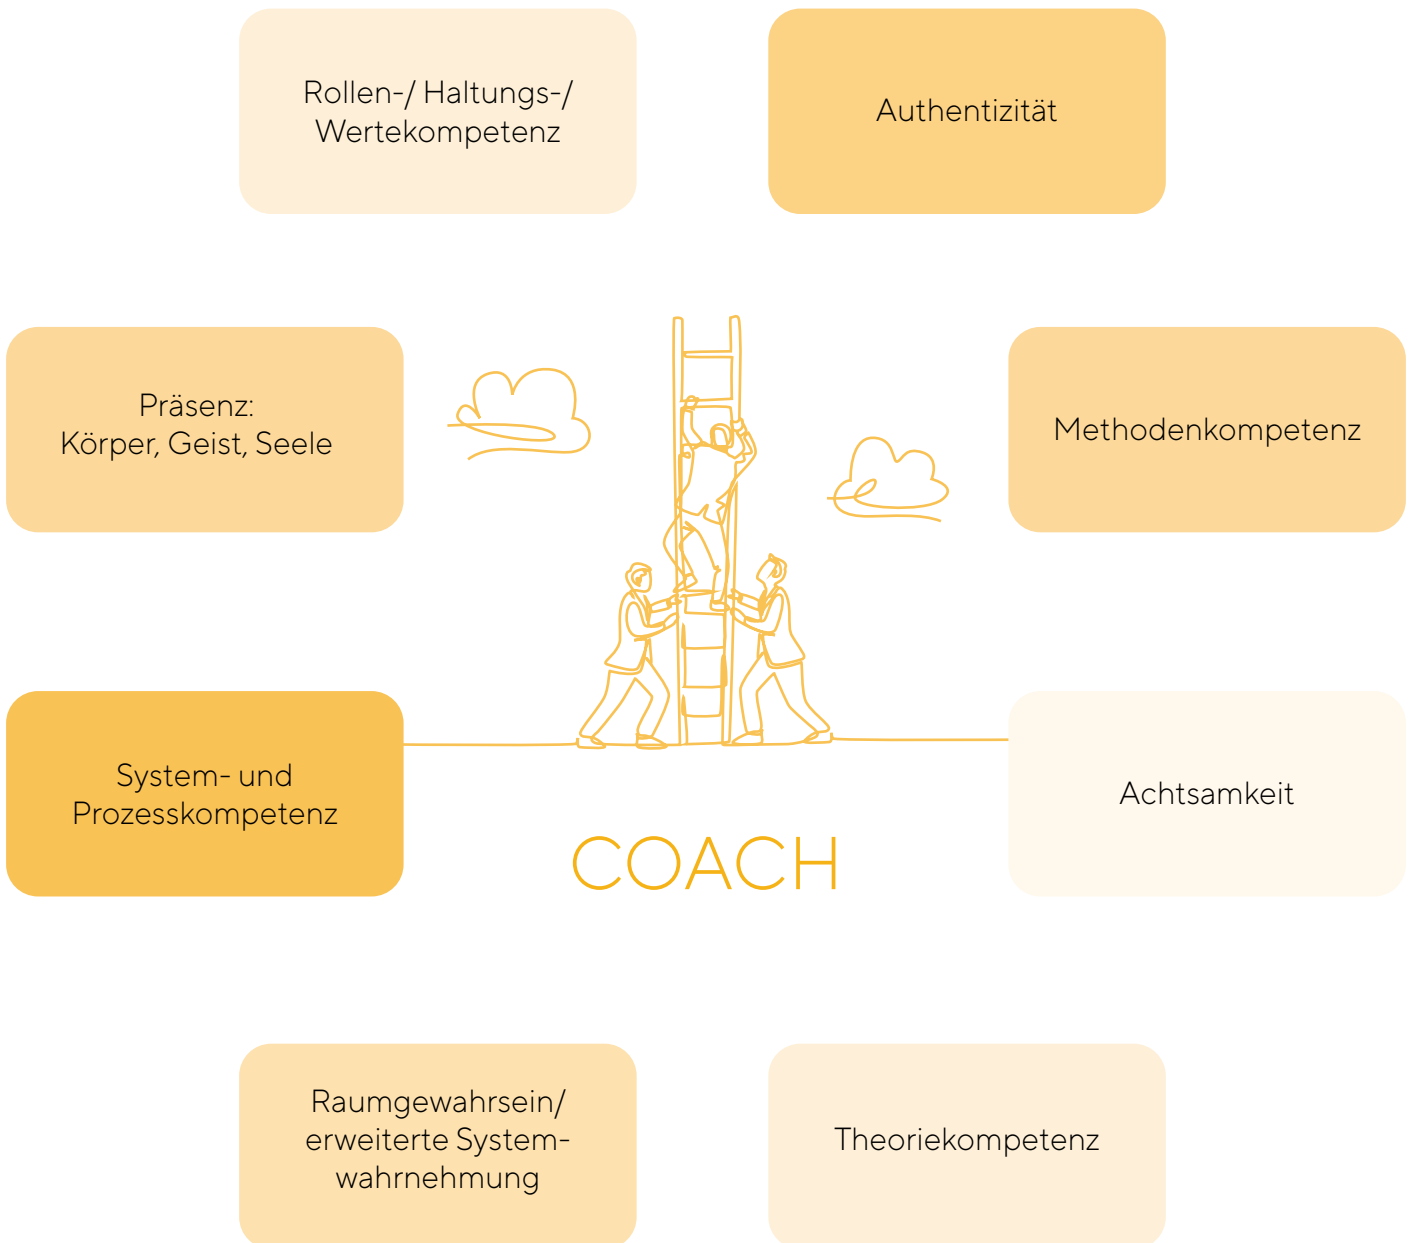 Rollen-/ Haltungs-/
Wertekompetenz
Authentizität
Präsenz:
Körper, Geist, Seele
Methodenkompetenz
System- und
Prozesskompetenz
Achtsamkeit
COACH
Raumgewahrsein/
erweiterte System-
wahrnehmung
Theoriekompetenz